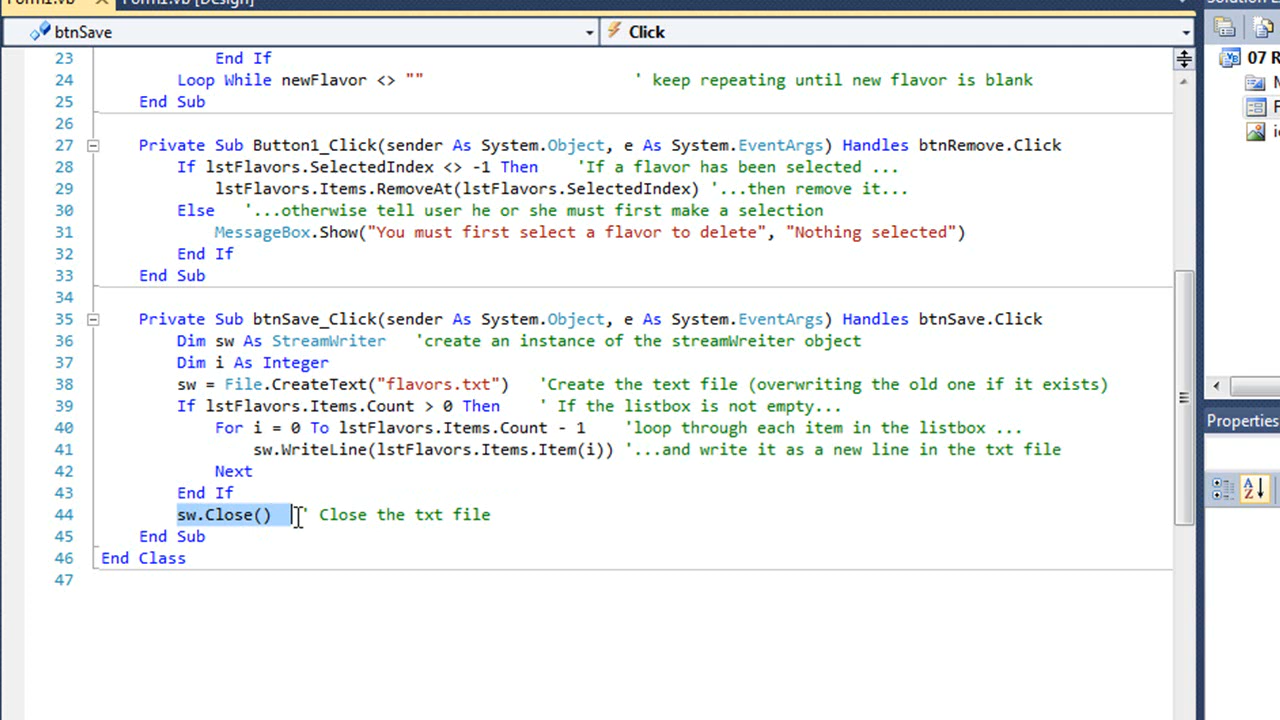 Form1.vb Form1.vb [Design] Solution E
btnSave Click
07 R
23 End If
24 Loop While newFlavor <> "" ' keep repeating until new flavor is blank
25 End Sub
26
27 Private Sub Button1_Click(sender As System.Object, e As System.EventArgs) Handles btnRemove.Click
28 If lstFlavors.SelectedIndex <> -1 Then 'If a flavor has been selected ...
29 lstFlavors.Items.RemoveAt(lstFlavors.SelectedIndex) '...then remove it...
30 Else '...otherwise tell user he or she must first make a selection
31 MessageBox.Show("You must first select a flavor to delete", "Nothing selected")
32 End If
33 End Sub
34
35 Private Sub btnSave_Click(sender As System.Object, e As System.EventArgs) Handles btnSave.Click
36 Dim sw As StreamWriter 'create an instance of the streamWreiter object
37 Dim i As Integer
38 sw = File.CreateText("flavors.txt") 'Create the text file (overwriting the old one if it exists)
39 If lstFlavors.Items.Count > 0 Then ' If the listbox is not empty...
40 For i = 0 To lstFlavors.Items.Count - 1 'loop through each item in the listbox ...
41 sw.WriteLine(lstFlavors.Items.Item(i)) '...and write it as a new line in the txt file
42 Next
43 End If
44 sw.Close() ' Close the txt file
45 End Sub
46 End Class
47
Properties